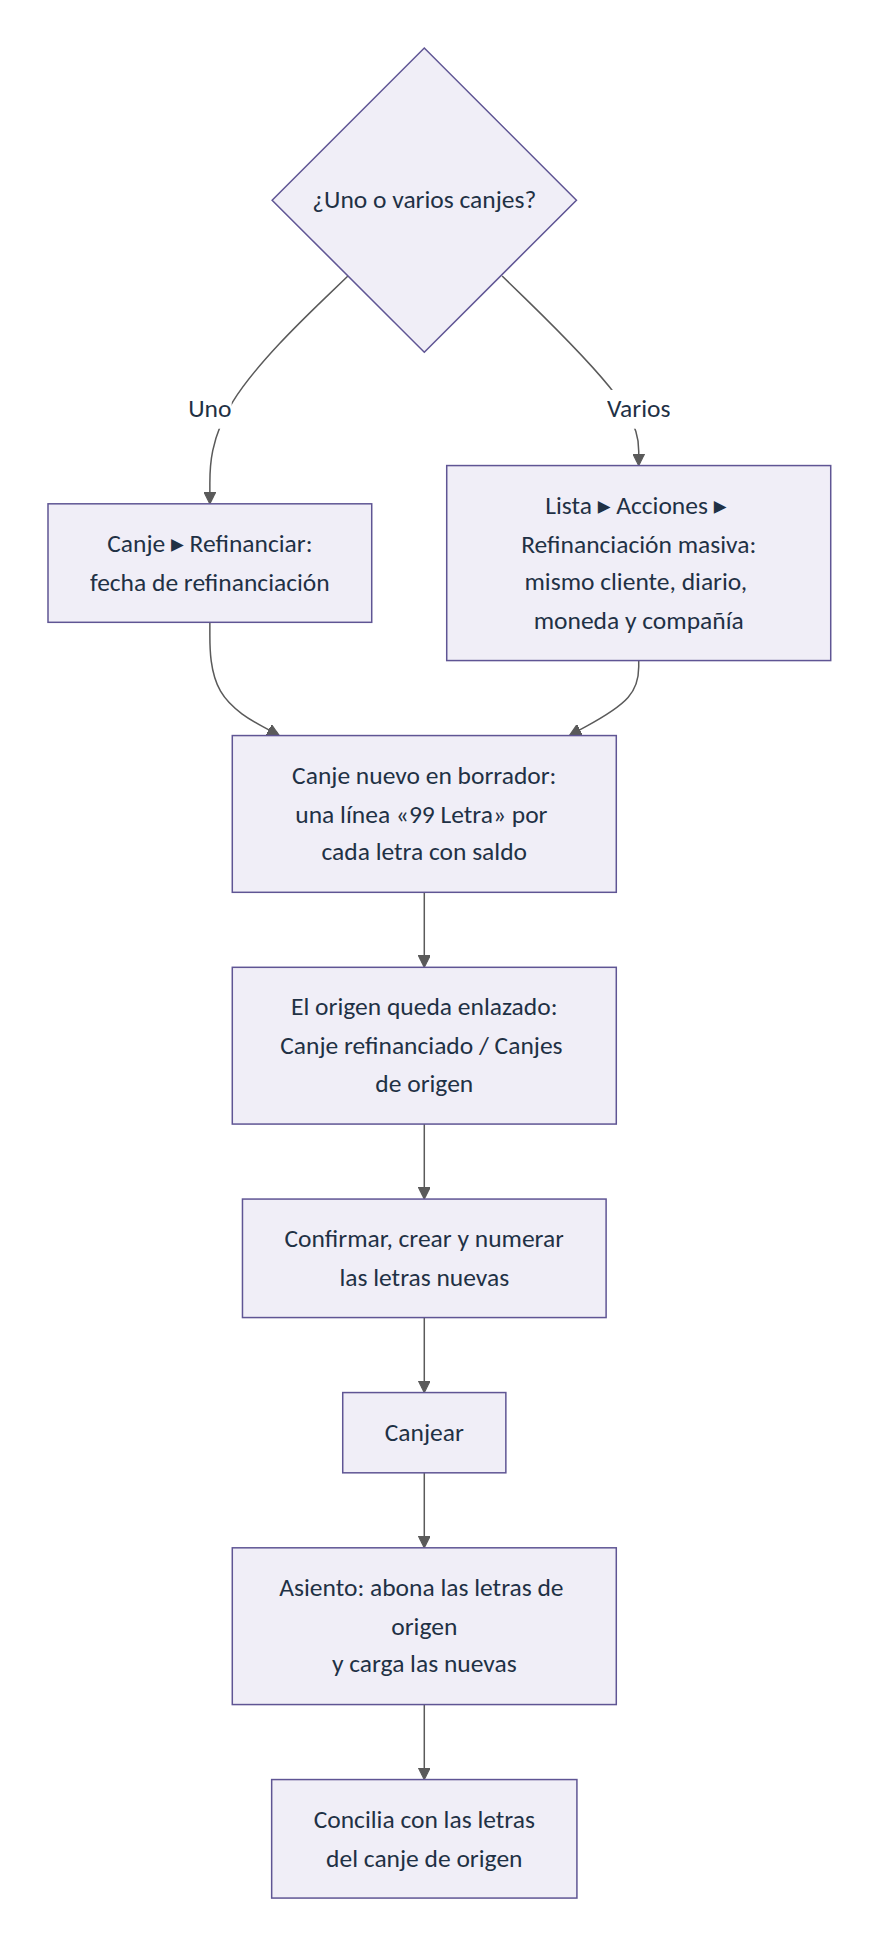 ¿Uno o varios canjes?
Uno
Varios
Canje ▸ Refinanciar:
fecha de refinanciación
Lista ▸ Acciones ▸
Refinanciación masiva:
mismo cliente, diario,
moneda y compañía
Canje nuevo en borrador:
una línea «99 Letra» por
cada letra con saldo
El origen queda enlazado:
Canje refinanciado / Canjes
de origen
Confirmar, crear y numerar
las letras nuevas
Canjear
Asiento: abona las letras de
origen
y carga las nuevas
Concilia con las letras
del canje de origen